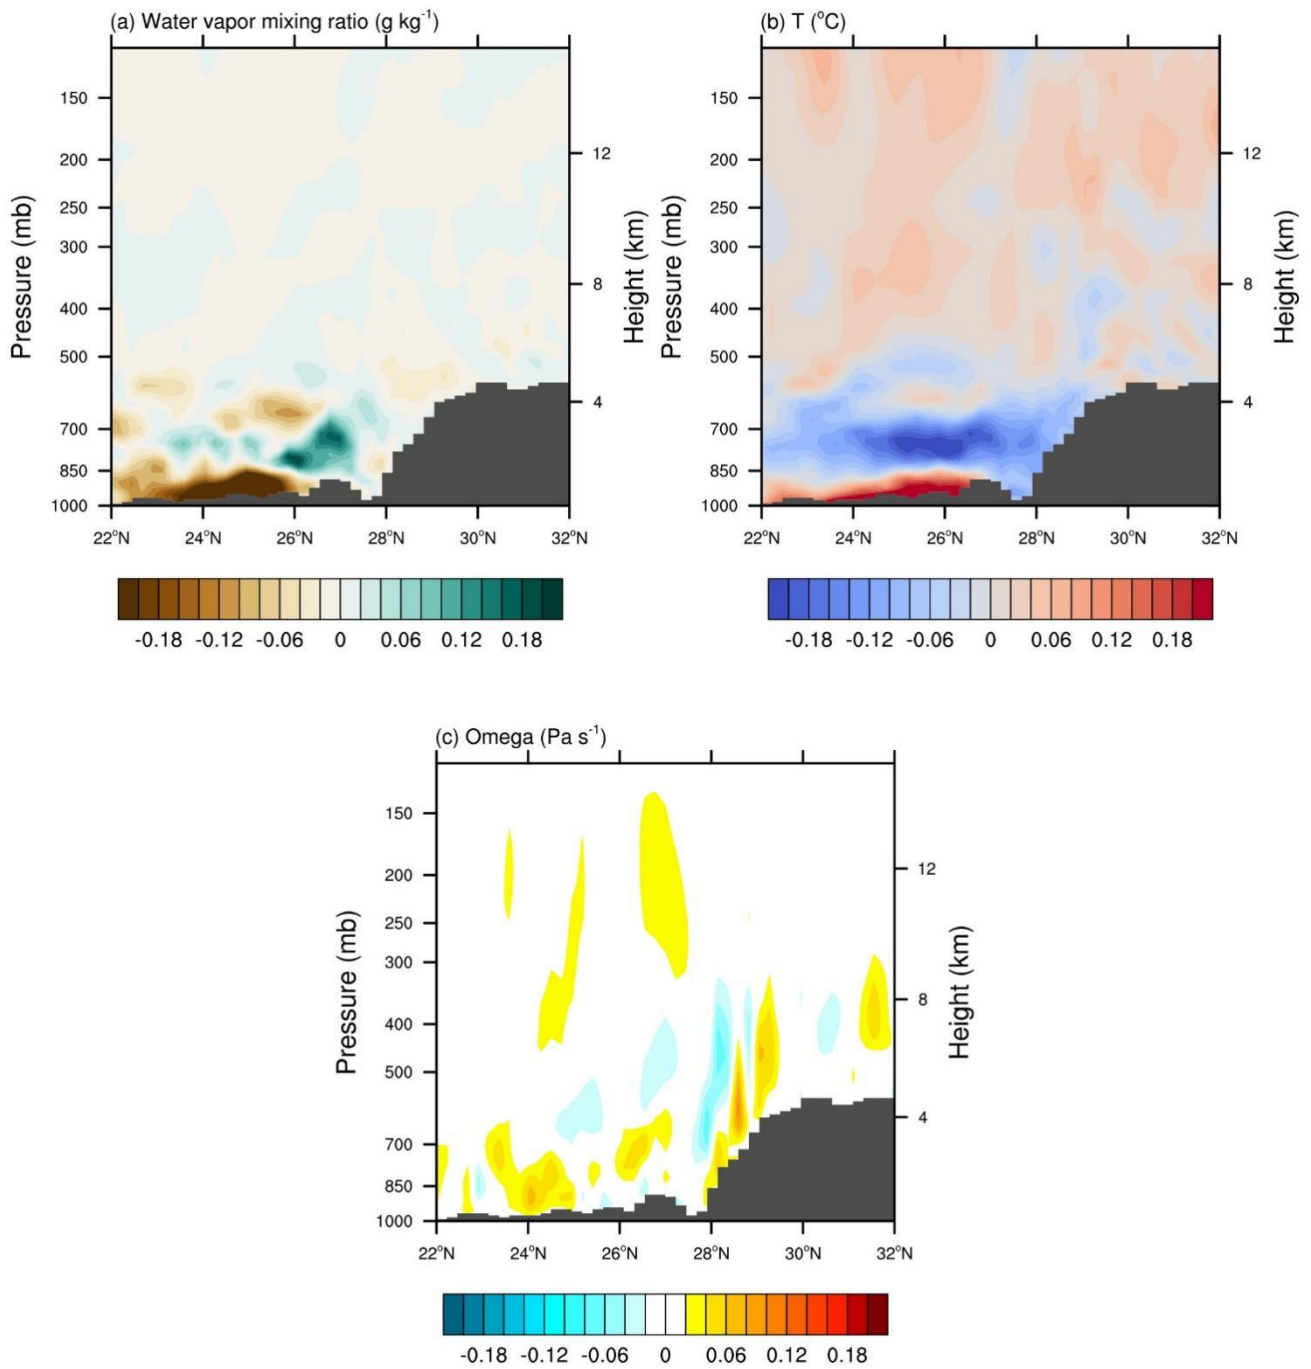 (a) Water vapor mixing ratio (g kg⁻¹)
Pressure (mb)
150
200
250
300
400
500
700
850
1000
12
8
4
Height (km)
22°N 24°N 26°N 28°N 30°N 32°N
-0.18 -0.12 -0.06 0 0.06 0.12 0.18
(b) T (°C)
Pressure (mb)
150
200
250
300
400
500
700
850
1000
12
8
4
Height (km)
22°N 24°N 26°N 28°N 30°N 32°N
-0.18 -0.12 -0.06 0 0.06 0.12 0.18
(c) Omega (Pa s⁻¹)
Pressure (mb)
150
200
250
300
400
500
700
850
1000
12
8
4
Height (km)
22°N 24°N 26°N 28°N 30°N 32°N
-0.18 -0.12 -0.06 0 0.06 0.12 0.18